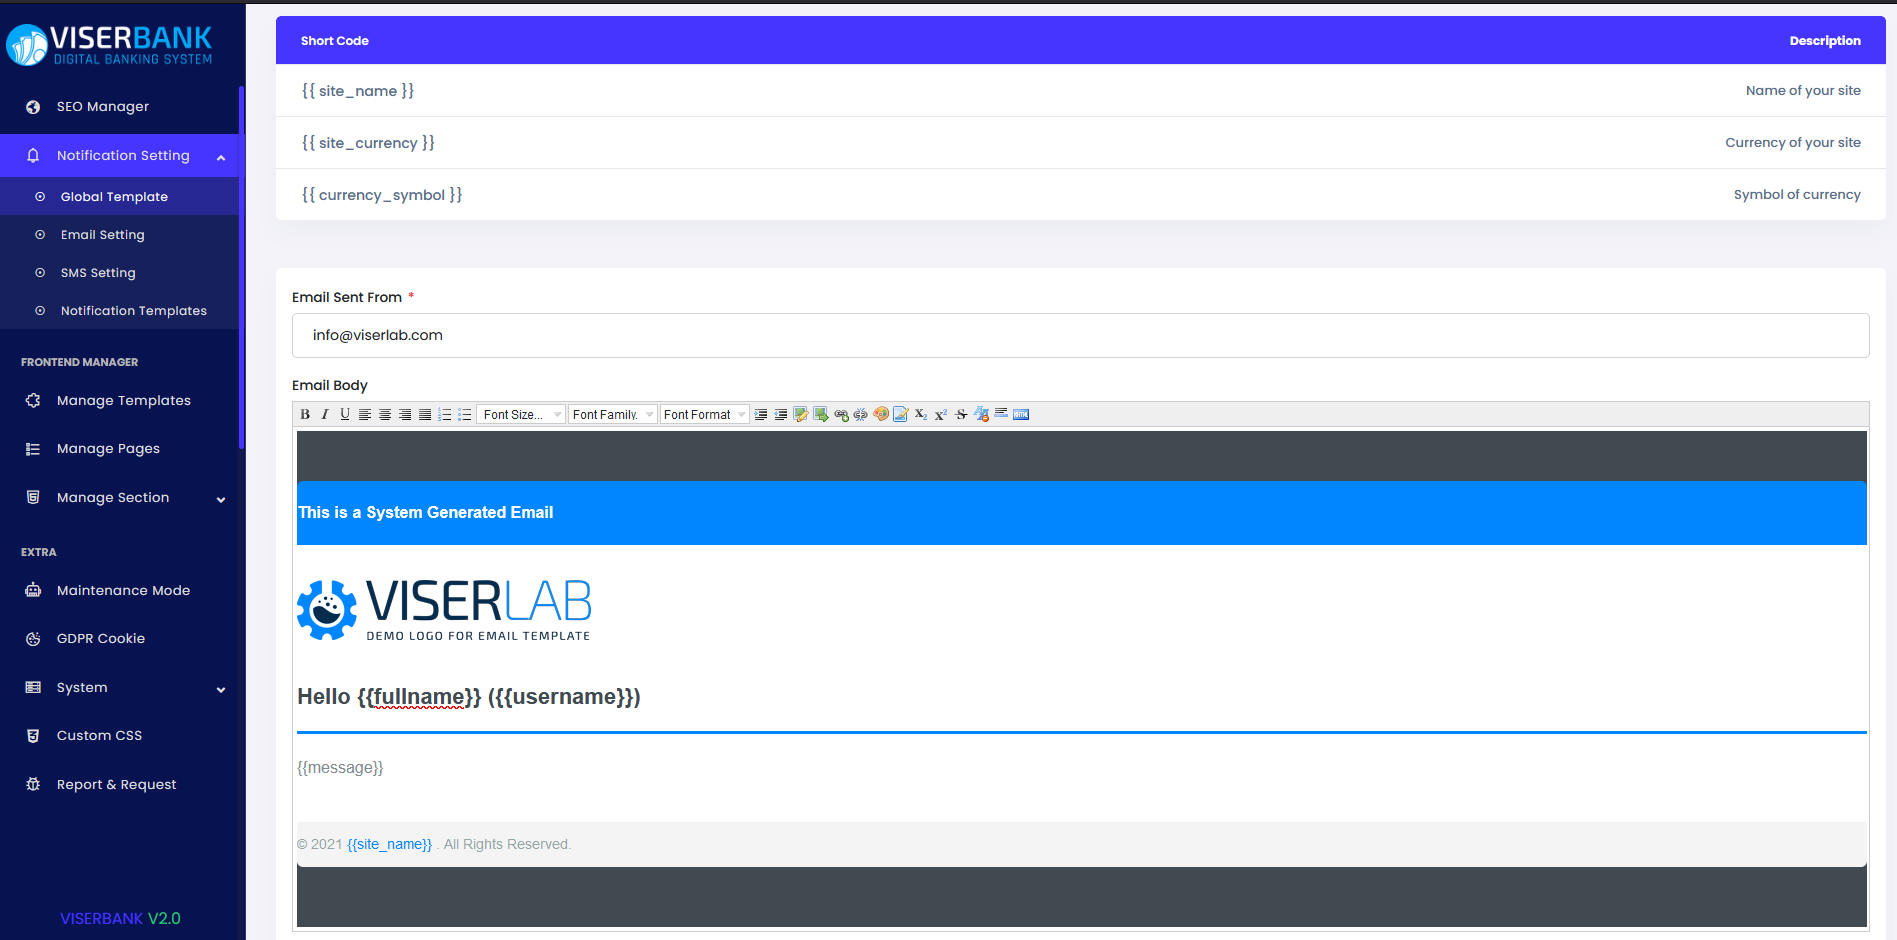 VISERBANK
DIGITAL BANKING SYSTEM
SEO Manager
Notification Setting
Global Template
Email Setting
SMS Setting
Notification Templates
FRONTEND MANAGER
Manage Templates
Manage Pages
Manage Section
EXTRA
Maintenance Mode
GDPR Cookie
System
Custom CSS
Report & Request
VISERBANK V2.0
Short Code Description
{{ site_name }} Name of your site
{{ site_currency }} Currency of your site
{{ currency_symbol }} Symbol of currency
Email Sent From *
info@viserlab.com
Email Body
B I U Font Size... Font Family. Font Format X₂ X² S
This is a System Generated Email
VISERLAB
DEMO LOGO FOR EMAIL TEMPLATE
Hello {{fullname}} ({{username}})
{{message}}
© 2021 {{site_name}} . All Rights Reserved.